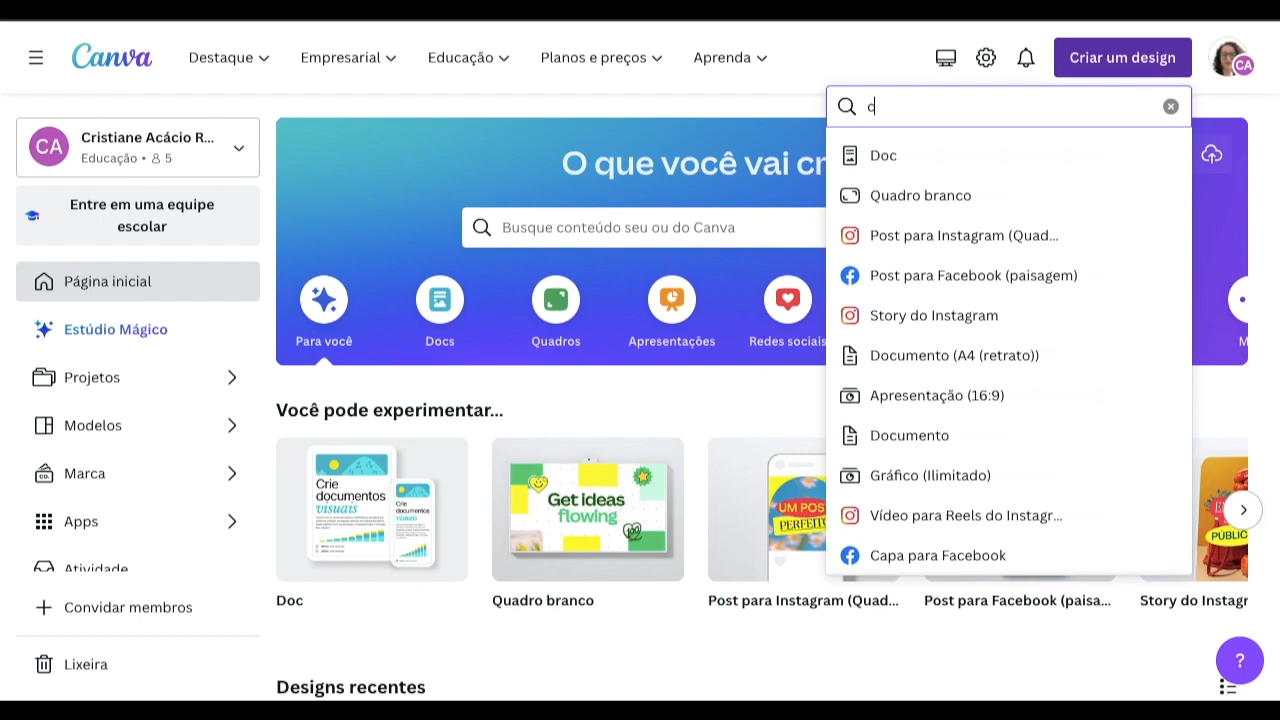 Canva
Destaque
Empresarial
Educação
Planos e preços
Aprenda
Criar um design
CA
c
CA
Cristiane Acácio R...
Educação • 5
Entre em uma equipe
escolar
Página inicial
Estúdio Mágico
Projetos
Modelos
Marca
Apps
Atividade
Convidar membros
Lixeira
O que você vai cr
Busque conteúdo seu ou do Canva
Para você
Docs
Quadros
Apresentações
Redes sociais
M
Doc
Quadro branco
Post para Instagram (Quad...
Post para Facebook (paisagem)
Story do Instagram
Documento (A4 (retrato))
Apresentação (16:9)
Documento
Gráfico (Ilimitado)
Vídeo para Reels do Instagr...
Capa para Facebook
Você pode experimentar...
Crie
documentos
visuais
Crie
documentos
visuais
Get ideas
flowing
UM POS
PERFEITO
PUBLIC
Doc
Quadro branco
Post para Instagram (Quad...
Post para Facebook (paisa...
Story do Instagr
Designs recentes
?